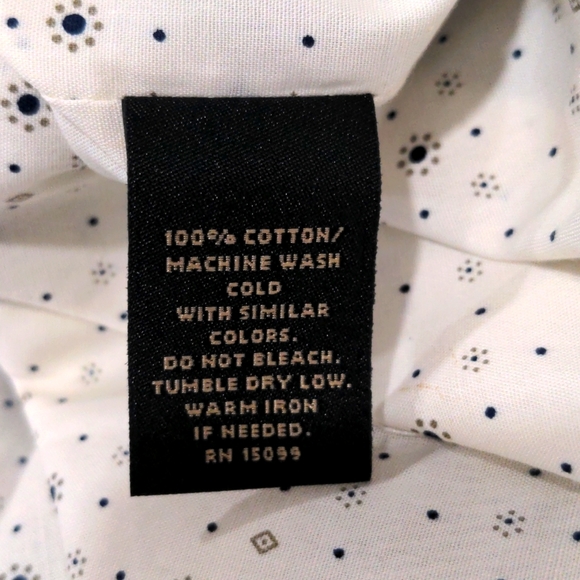 100% COTTON/
MACHINE WASH
COLD
WITH SIMILAR
COLORS.
DO NOT BLEACH.
TUMBLE DRY LOW.
WARM IRON
IF NEEDED.
RN 15099